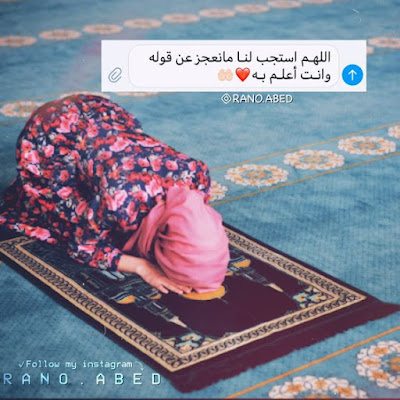 اللهم استجب لنا مانعجز عن قوله
وانت أعلم به❤️🤲🏻
@RANO.ABED
✓Follow my instagram
RANO.ABED